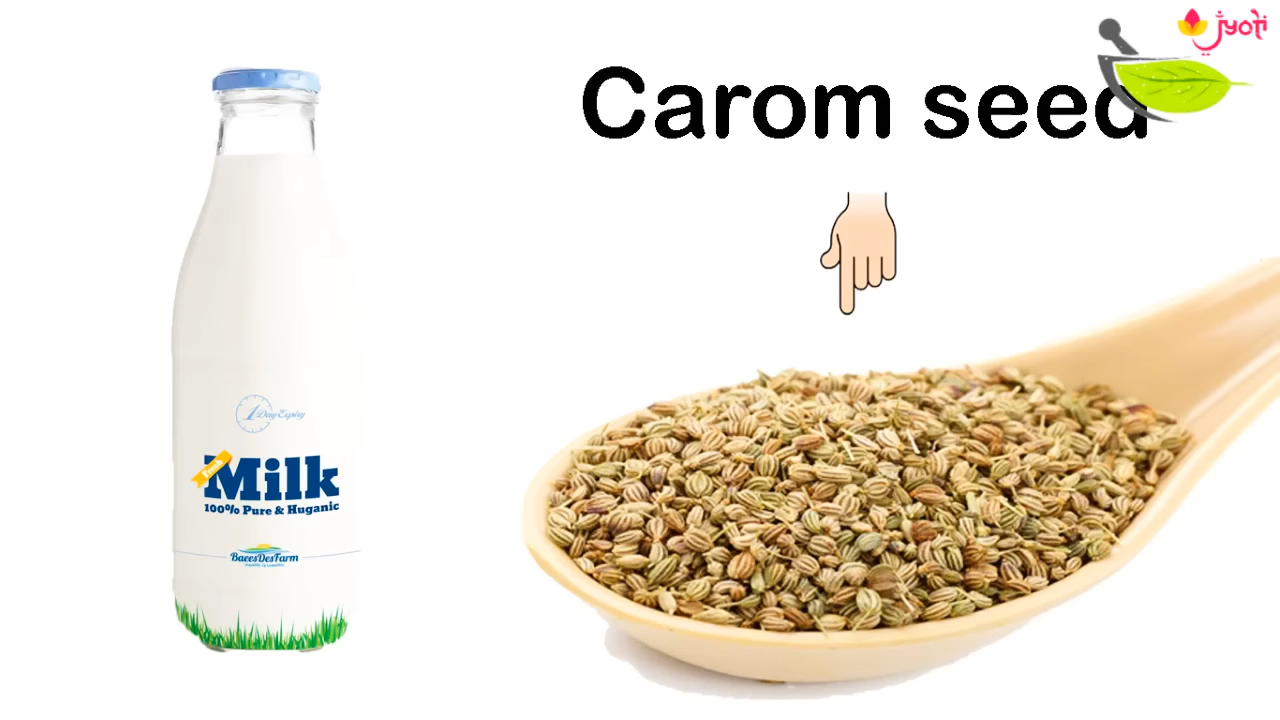 Carom seed
jyoti
1 Day Expiry
Fresh
Milk
100% Pure & Huganic
BaeesDesFarm